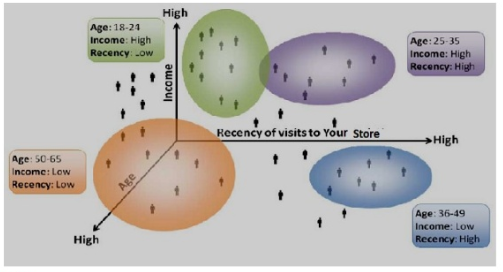 High
Age: 18-24
Income: High
Recency: Low
Age: 25-35
Income: High
Recency: High
Income
Recency of visits to Your Store
High
Age: 50-65
Income: Low
Recency: Low
Age
High
Age: 36-49
Income: Low
Recency: High